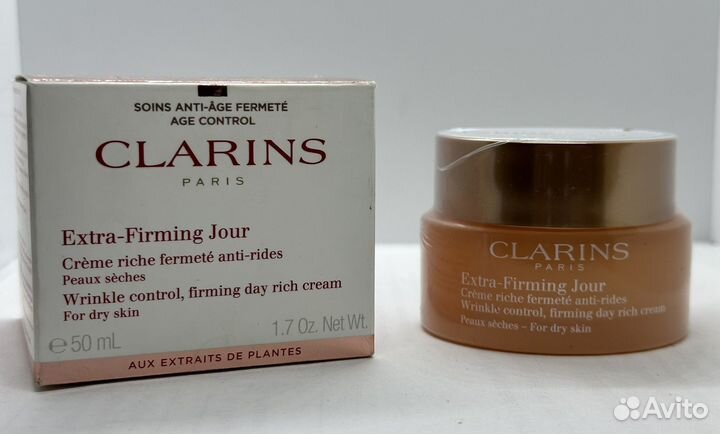 SOINS ANTI-ÂGE FERMETÉ
AGE CONTROL
CLARINS
PARIS
Extra-Firming Jour
Crème riche fermeté anti-rides
Peaux sèches
Wrinkle control, firming day rich cream
For dry skin
℮ 50 mL
1.7 Oz. Net Wt.
AUX EXTRAITS DE PLANTES
CLARINS
PARIS
Extra-Firming Jour
Crème riche fermeté anti-rides
Wrinkle control, firming day rich cream
Peaux sèches - For dry skin
Avito